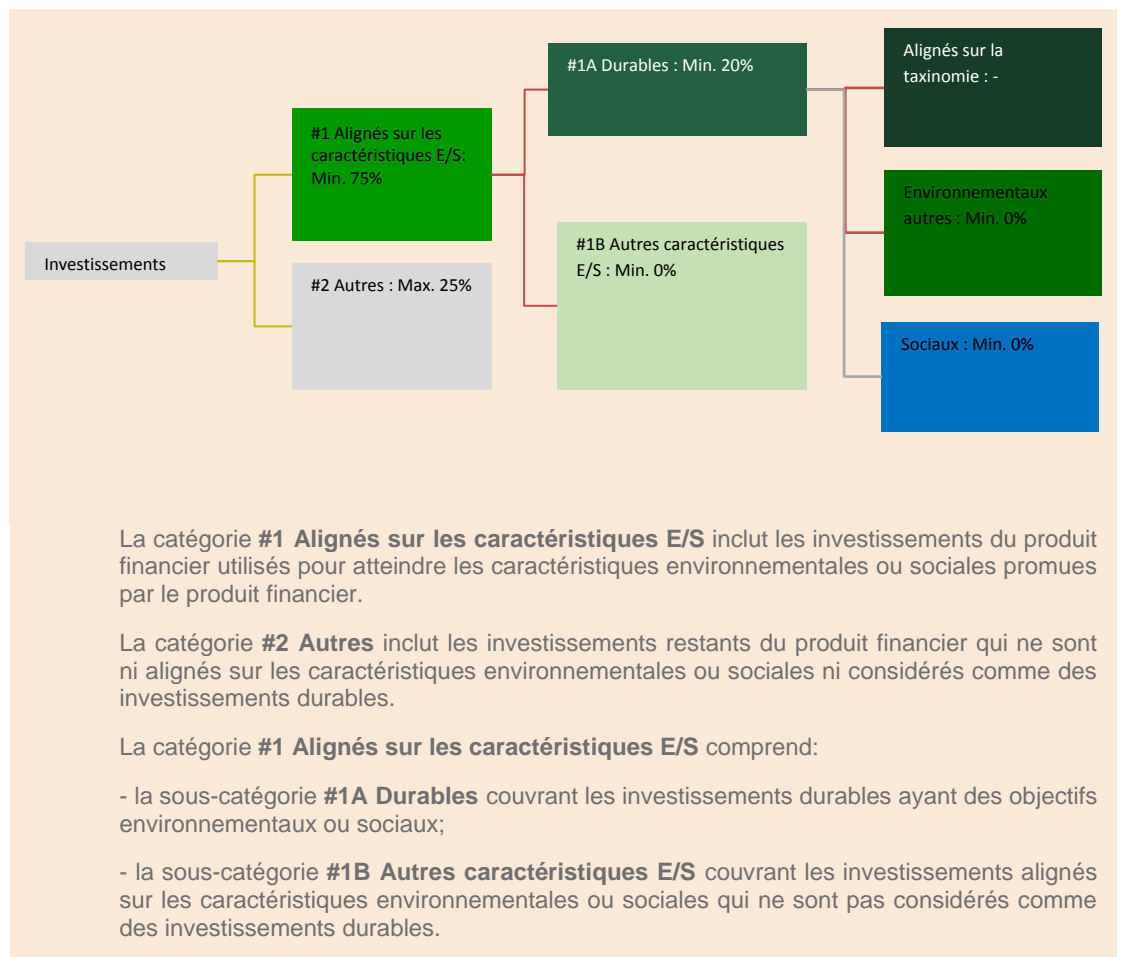 Investissements
#1 Alignés sur les
caractéristiques E/S:
Min. 75%
#2 Autres : Max. 25%
#1A Durables : Min. 20%
#1B Autres caractéristiques
E/S : Min. 0%
Alignés sur la
taxinomie : -
Environnementaux
autres : Min. 0%
Sociaux : Min. 0%
La catégorie #1 Alignés sur les caractéristiques E/S inclut les investissements du produit
financier utilisés pour atteindre les caractéristiques environnementales ou sociales promues
par le produit financier.
La catégorie #2 Autres inclut les investissements restants du produit financier qui ne sont
ni alignés sur les caractéristiques environnementales ou sociales ni considérés comme des
investissements durables.
La catégorie #1 Alignés sur les caractéristiques E/S comprend:
- la sous-catégorie #1A Durables couvrant les investissements durables ayant des objectifs
environnementaux ou sociaux;
- la sous-catégorie #1B Autres caractéristiques E/S couvrant les investissements alignés
sur les caractéristiques environnementales ou sociales qui ne sont pas considérés comme
des investissements durables.